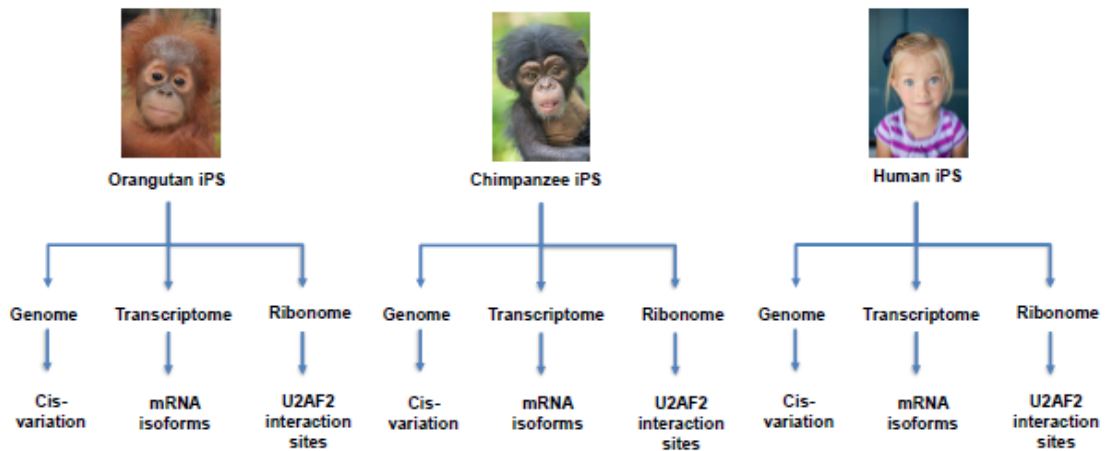 Orangutan iPS
Chimpanzee iPS
Human iPS
Genome
Transcriptome
Ribonome
Genome
Transcriptome
Ribonome
Genome
Transcriptome
Ribonome
Cis-
variation
mRNA
isoforms
U2AF2
interaction
sites
Cis-
variation
mRNA
isoforms
U2AF2
interaction
sites
Cis-
variation
mRNA
isoforms
U2AF2
interaction
sites